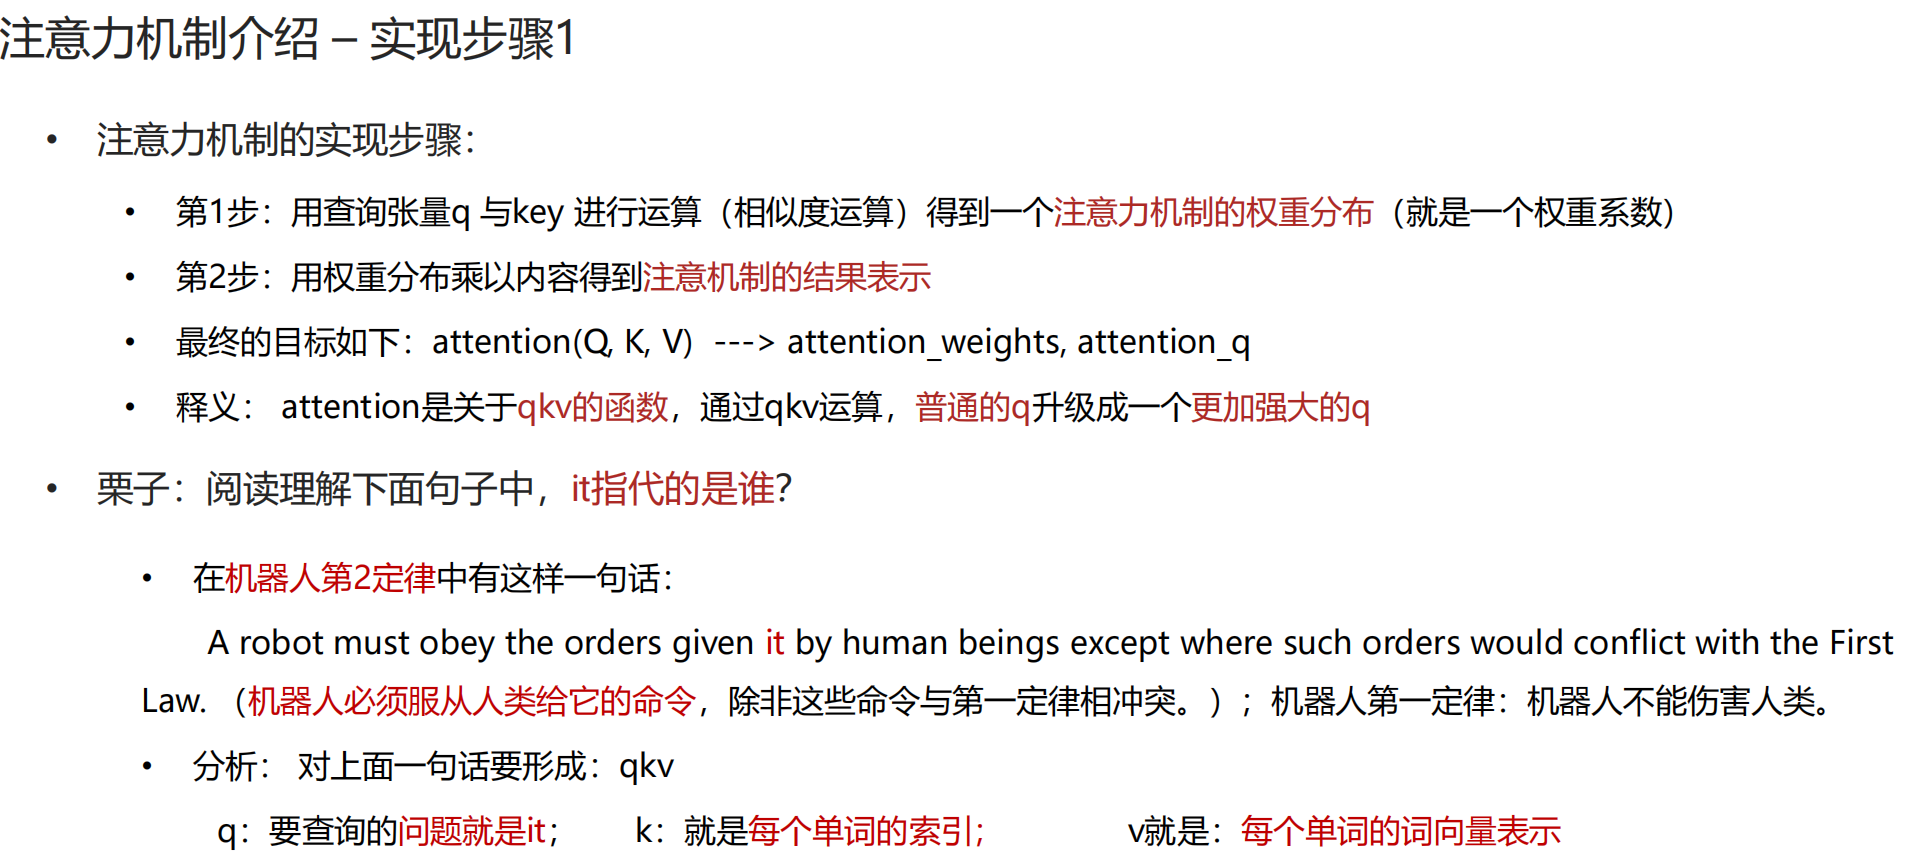 注意力机制介绍 – 实现步骤1
• 注意力机制的实现步骤：
• 第1步：用查询张量q 与key 进行运算（相似度运算）得到一个注意力机制的权重分布（就是一个权重系数）
• 第2步：用权重分布乘以内容得到注意机制的结果表示
• 最终的目标如下：attention(Q, K, V) ---> attention_weights, attention_q
• 释义： attention是关于qkv的函数，通过qkv运算，普通的q升级成一个更加强大的q
• 栗子：阅读理解下面句子中，it指代的是谁？
• 在机器人第2定律中有这样一句话：
A robot must obey the orders given it by human beings except where such orders would conflict with the First
Law. （机器人必须服从人类给它的命令，除非这些命令与第一定律相冲突。）；机器人第一定律：机器人不能伤害人类。
• 分析： 对上面一句话要形成：qkv
q：要查询的问题就是it； k：就是每个单词的索引； v就是：每个单词的词向量表示